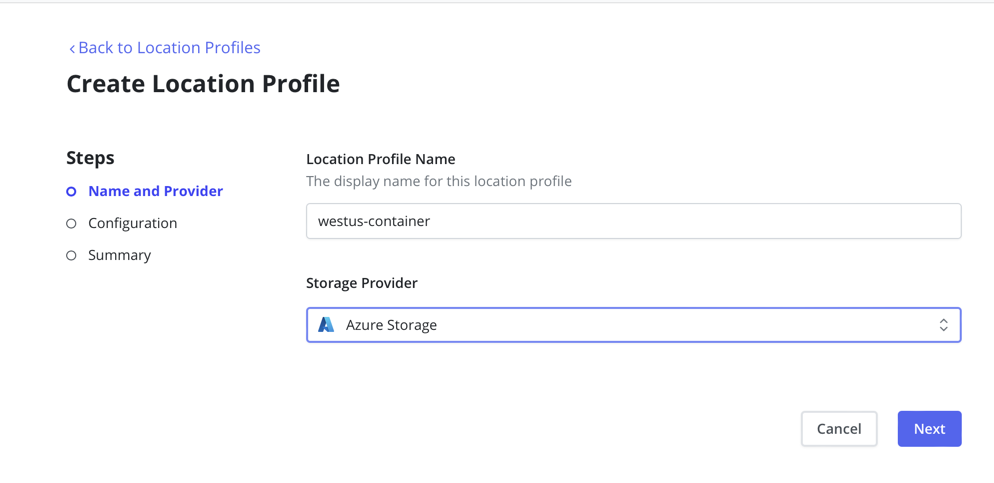 ‹ Back to Location Profiles
Create Location Profile
Steps
Name and Provider
Configuration
Summary
Location Profile Name
The display name for this location profile
westus-container
Storage Provider
Azure Storage
Cancel
Next